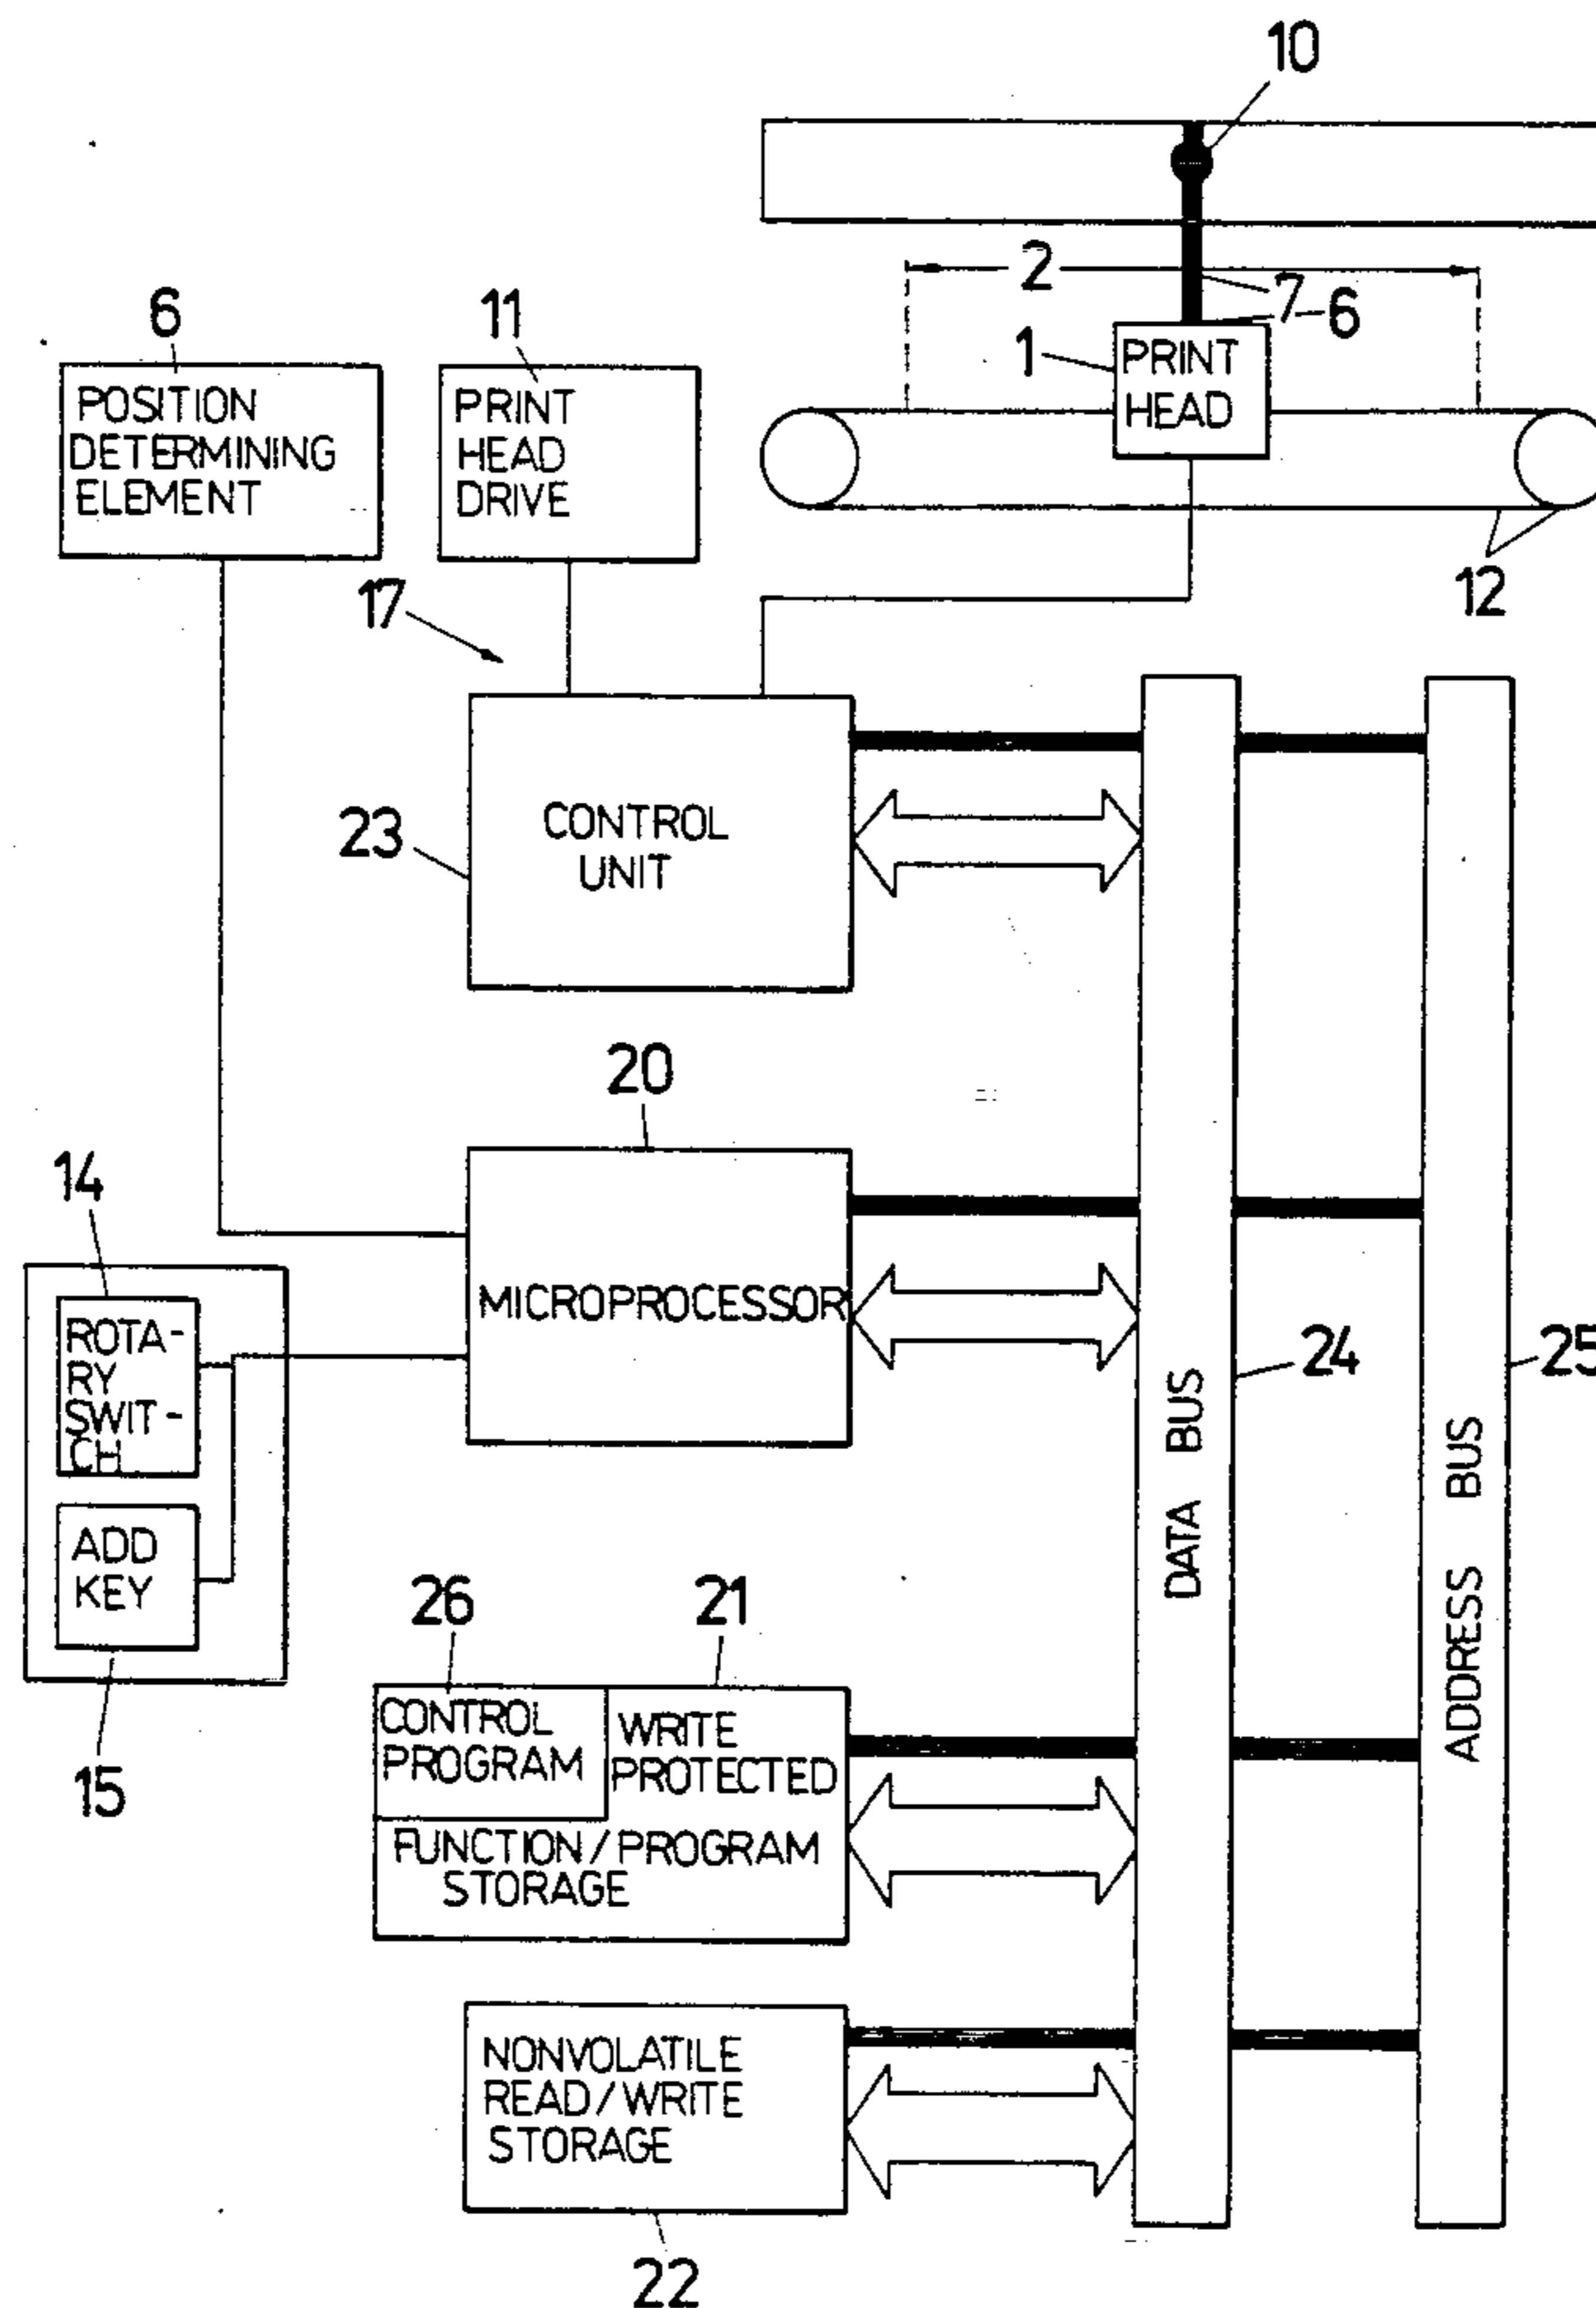 10
2
7
6
1
PRINT
HEAD
12
6
POSITION
DETERMINING
ELEMENT
11
PRINT
HEAD
DRIVE
17
23
CONTROL
UNIT
20
MICROPROCESSOR
14
ROTA-
RY
SWIT-
CH
ADD
KEY
15
24
DATA BUS
25
ADDRESS BUS
26
21
CONTROL
PROGRAM
WRITE
PROTECTED
FUNCTION/PROGRAM
STORAGE
NONVOLATILE
READ/WRITE
STORAGE
22